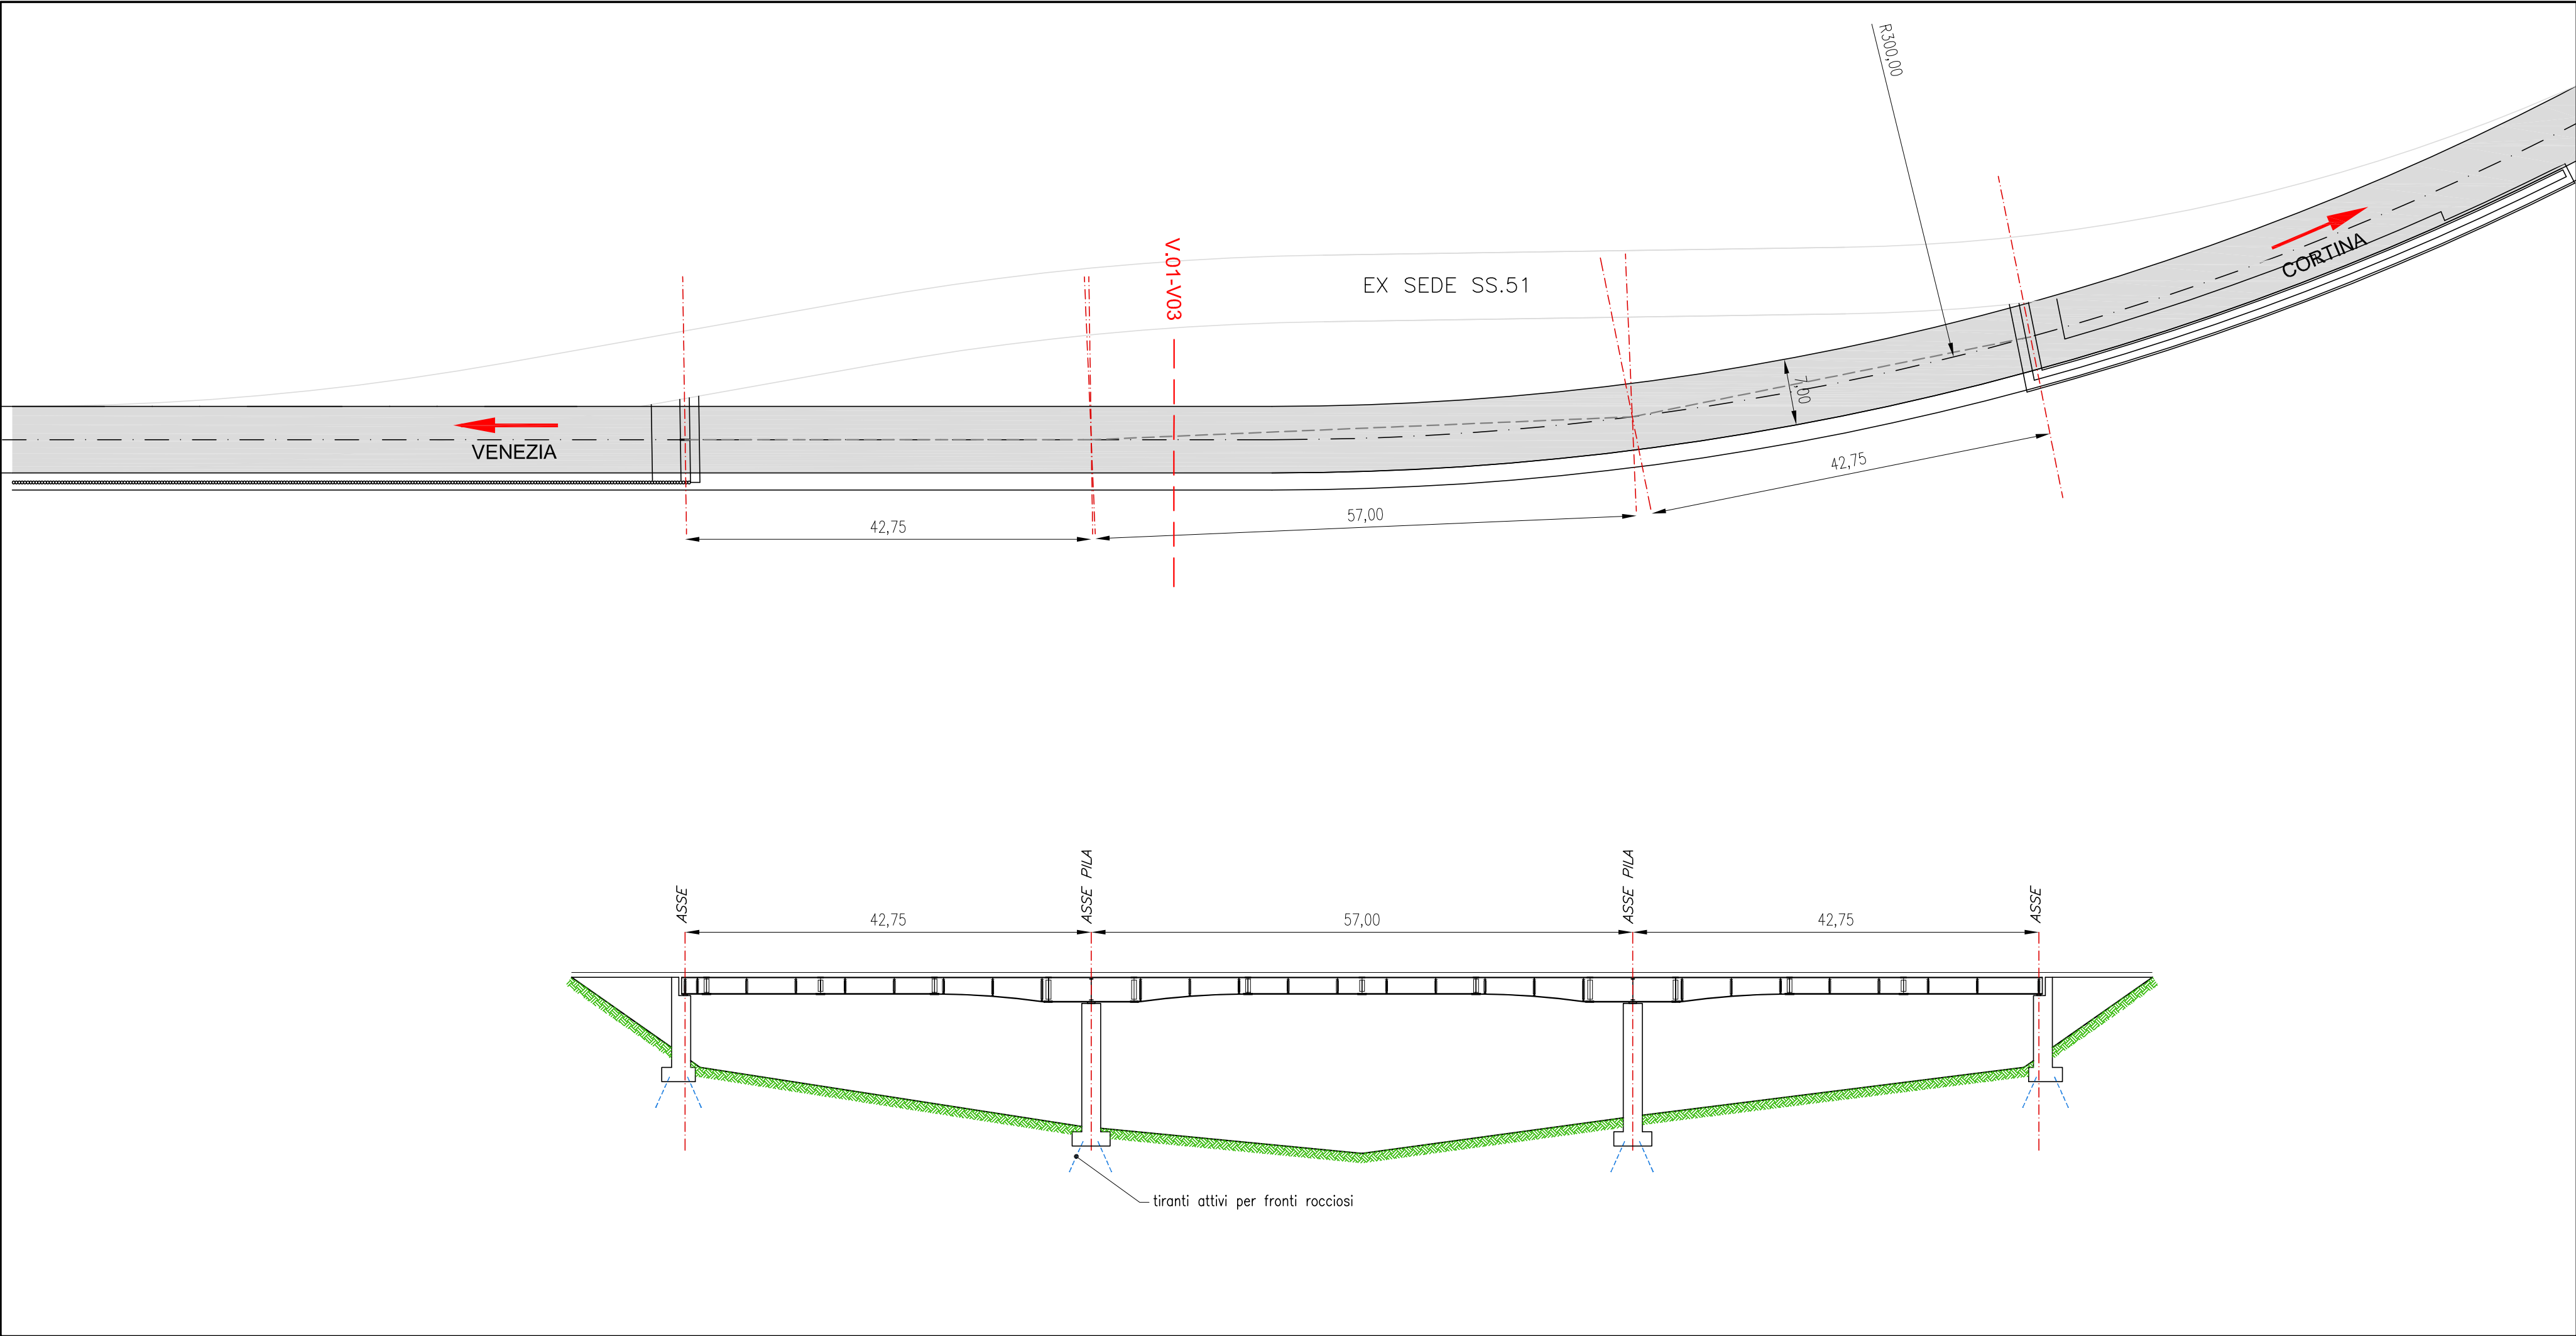 R300,00
V.01-V03
EX SEDE SS.51
CORTINA
7,00
VENEZIA
42,75
57,00
42,75
ASSE
ASSE PILA
ASSE PILA
ASSE
42,75
57,00
42,75
tiranti attivi per fronti rocciosi